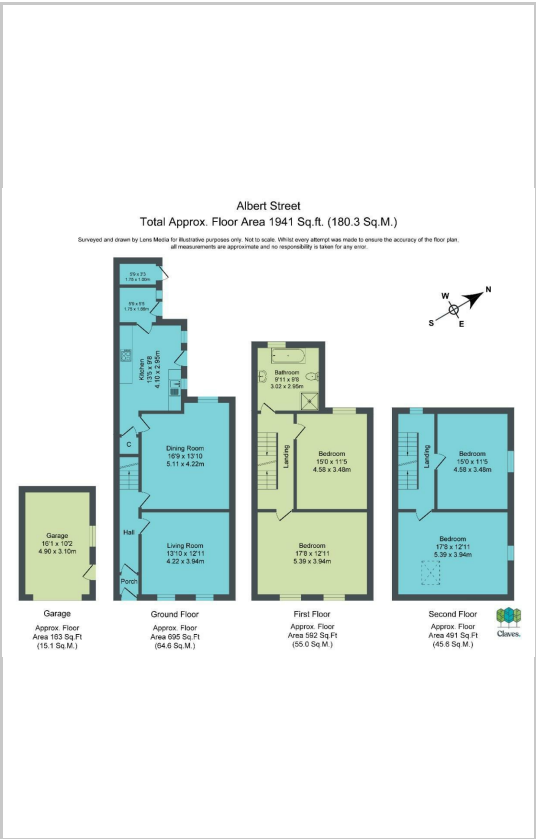 Albert Street
Total Approx. Floor Area 1941 Sq.ft. (180.3 Sq.M.)
Surveyed and drawn by Lens Media for illustrative purposes only. Not to scale. Whilst every attempt was made to ensure the accuracy of the floor plan,
all measurements are approximate and no responsibility is taken for any error.
N
W
S
E
Kitchen
13'5 x 9'8
4.10 x 2.95m
C
Dining Room
16'9 x 13'10
5.11 x 4.22m
Hall
Living Room
13'10 x 12'11
4.22 x 3.94m
Porch
Bathroom
9'11 x 9'8
3.02 x 2.95m
Landing
Bedroom
15'0 x 11'5
4.58 x 3.48m
Bedroom
17'8 x 12'11
5.39 x 3.94m
Landing
Bedroom
15'0 x 11'5
4.58 x 3.48m
Bedroom
17'8 x 12'11
5.39 x 3.94m
Garage
16'1 x 10'2
4.90 x 3.10m
Garage
Approx. Floor
Area 163 Sq.Ft
(15.1 Sq.M.)
Ground Floor
Approx. Floor
Area 695 Sq.Ft
(64.6 Sq.M.)
First Floor
Approx. Floor
Area 592 Sq.Ft
(55.0 Sq.M.)
Second Floor
Approx. Floor
Area 491 Sq.Ft
(45.6 Sq.M.)
Claves.